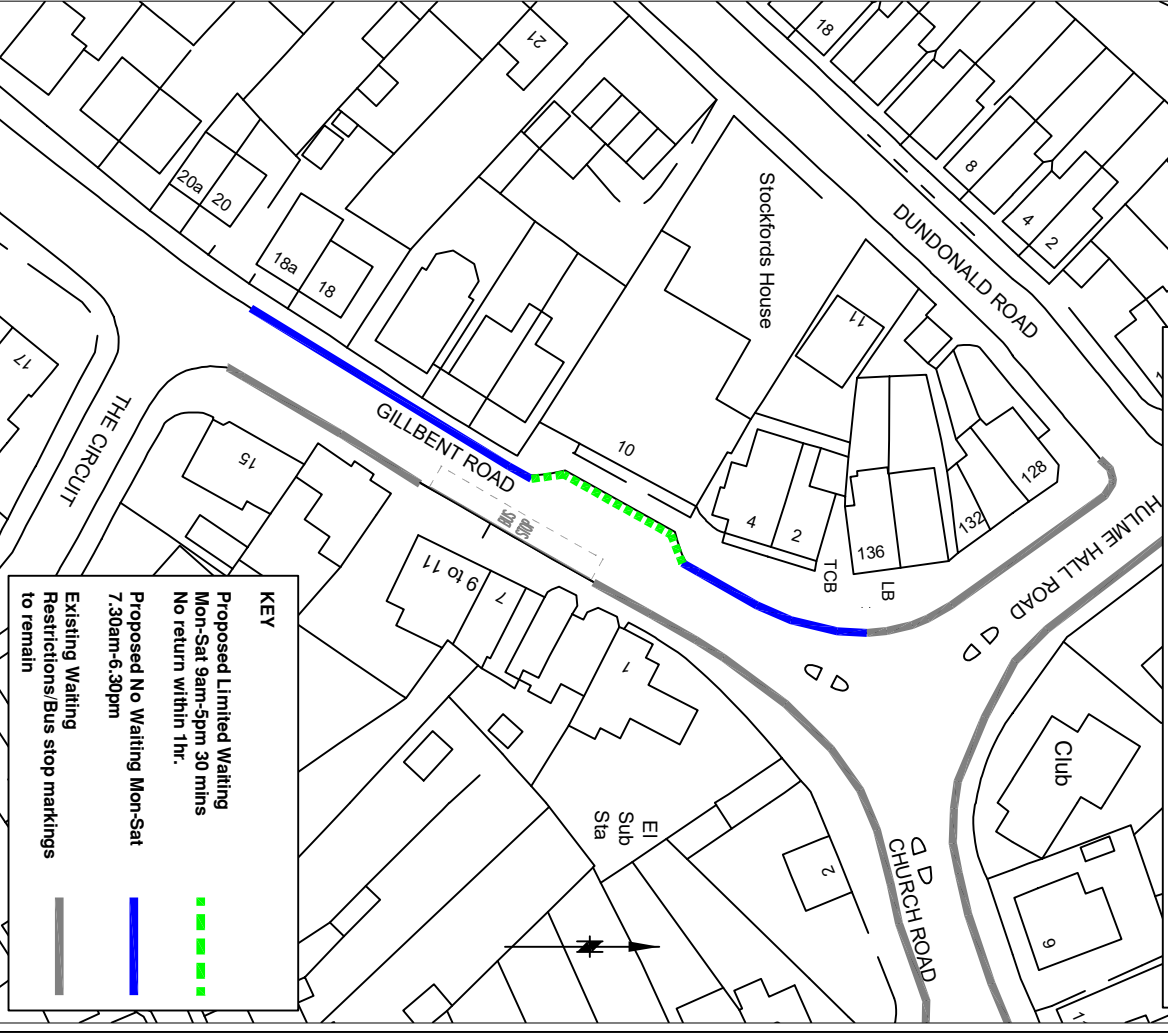 21
18
8
4
2
20a
20
18a
18
Stockfords House
DUNDONALD ROAD
11
17
THE CIRCUIT
GILLBENT ROAD
15
10
BUS
STOP
4
2
128
132
136
TCB
LB
HULME HALL ROAD
9 to 11
7
1
Club
El
Sub
Sta
2
CHURCH ROAD
9
KEY
Proposed Limited Waiting
Mon-Sat 9am-5pm 30 mins
No return within 1hr.
Proposed No Waiting Mon-Sat
7.30am-6.30pm
Existing Waiting
Restrictions/Bus stop markings
to remain